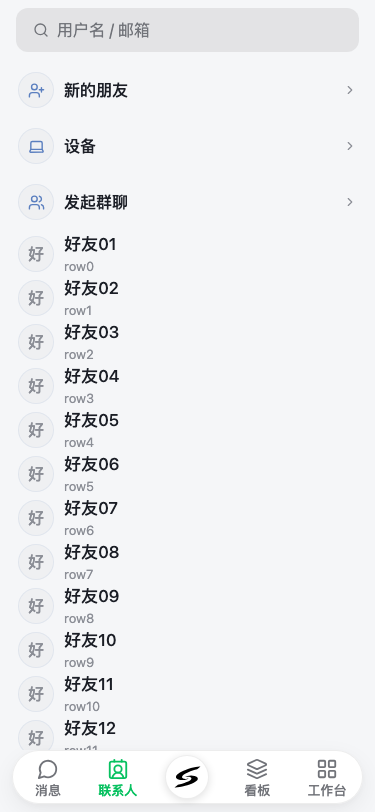 用户名 / 邮箱
新的朋友
设备
发起群聊
好 好友01
row0
好 好友02
row1
好 好友03
row2
好 好友04
row3
好 好友05
row4
好 好友06
row5
好 好友07
row6
好 好友08
row7
好 好友09
row8
好 好友10
row9
好 好友11
row10
好 好友12
消息 联系人 看板 工作台